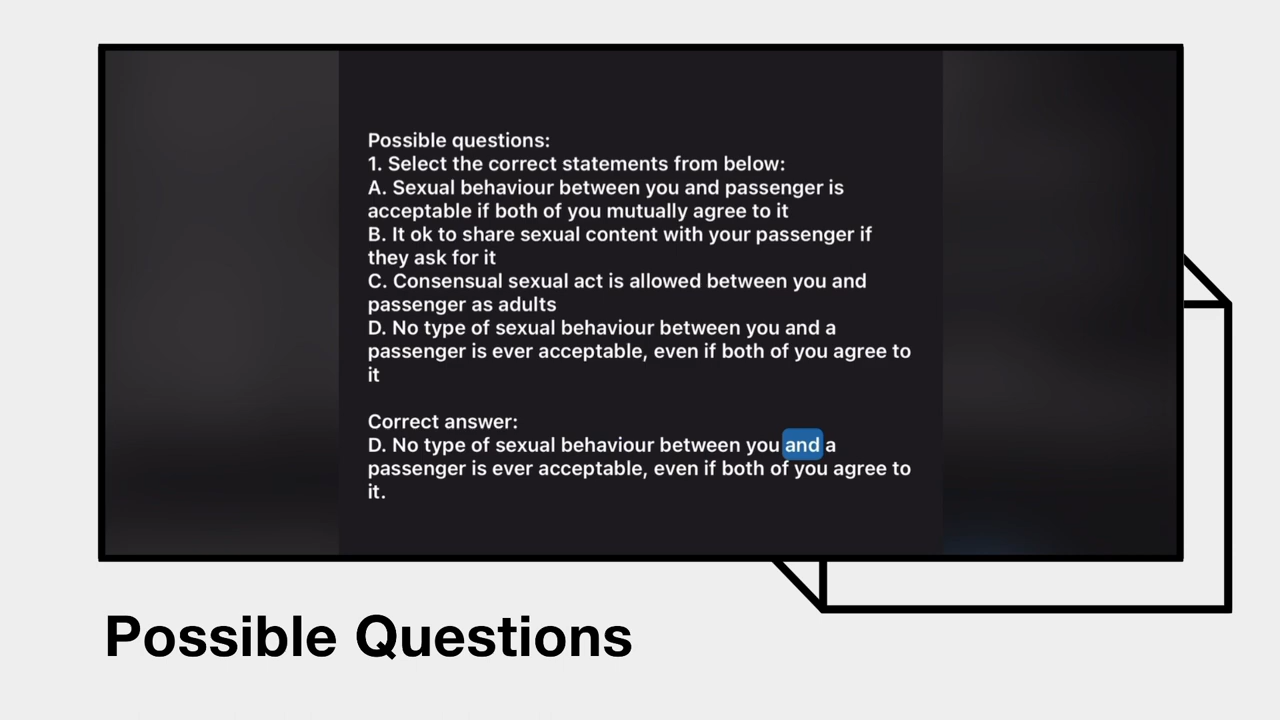 Possible questions:
1. Select the correct statements from below:
A. Sexual behaviour between you and passenger is
acceptable if both of you mutually agree to it
B. It ok to share sexual content with your passenger if
they ask for it
C. Consensual sexual act is allowed between you and
passenger as adults
D. No type of sexual behaviour between you and a
passenger is ever acceptable, even if both of you agree to
it
Correct answer:
D. No type of sexual behaviour between you and a
passenger is ever acceptable, even if both of you agree to
it.
Possible Questions